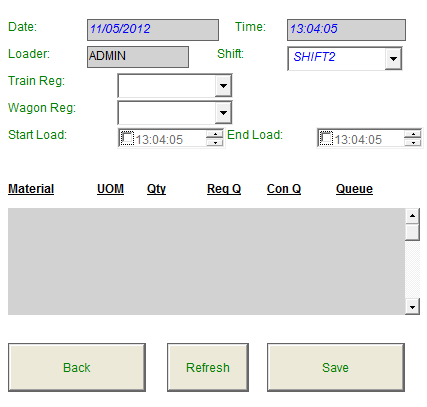 Date: 11/05/2012 Time: 13:04:05
Loader: ADMIN Shift: SHIFT2
Train Reg:
Wagon Reg:
Start Load: 13:04:05 End Load: 13:04:05
Material UOM Qty Req Q Con Q Queue
Back Refresh Save